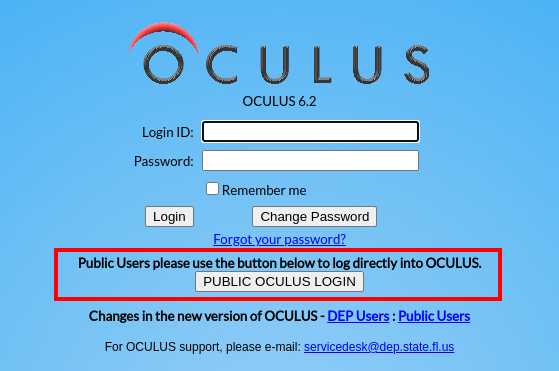 OCULUS
OCULUS 6.2
Login ID:
Password:
Remember me
Login Change Password
Forgot your password?
Public Users please use the button below to log directly into OCULUS.
PUBLIC OCULUS LOGIN
Changes in the new version of OCULUS - DEP Users : Public Users
For OCULUS support, please e-mail: servicedesk@dep.state.fl.us